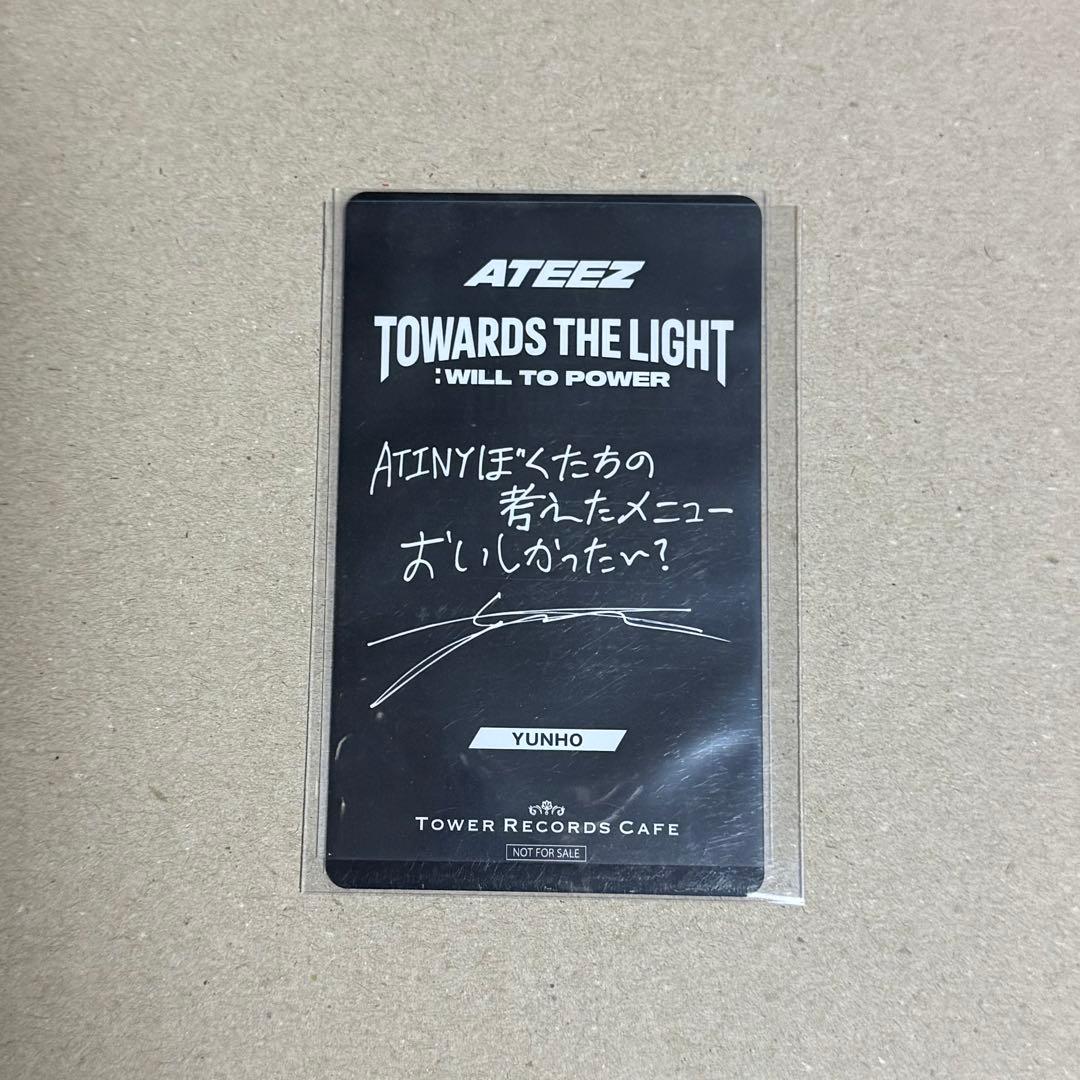 ATEEZ
TOWARDS THE LIGHT
:WILL TO POWER
ATINYぼくたちの
考えたメニュー
おいしかった〜?
YUNHO
TOWER RECORDS CAFE
NOT FOR SALE